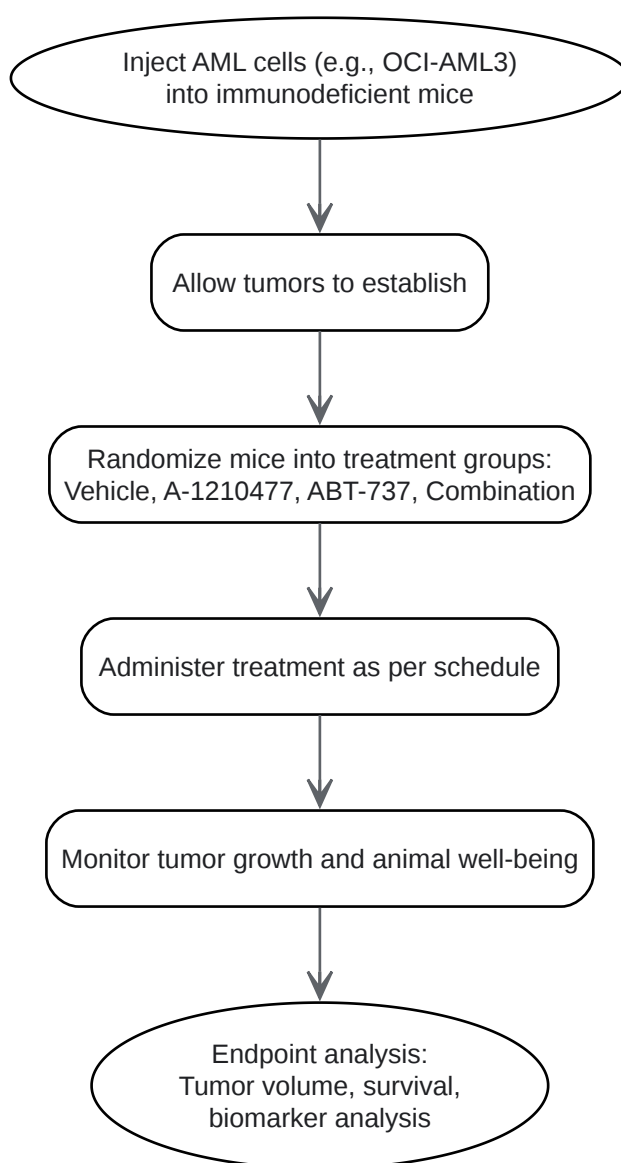 Inject AML cells (e.g., OCI-AML3)
into immunodeficient mice
Allow tumors to establish
Randomize mice into treatment groups:
Vehicle, A-1210477, ABT-737, Combination
Administer treatment as per schedule
Monitor tumor growth and animal well-being
Endpoint analysis:
Tumor volume, survival,
biomarker analysis